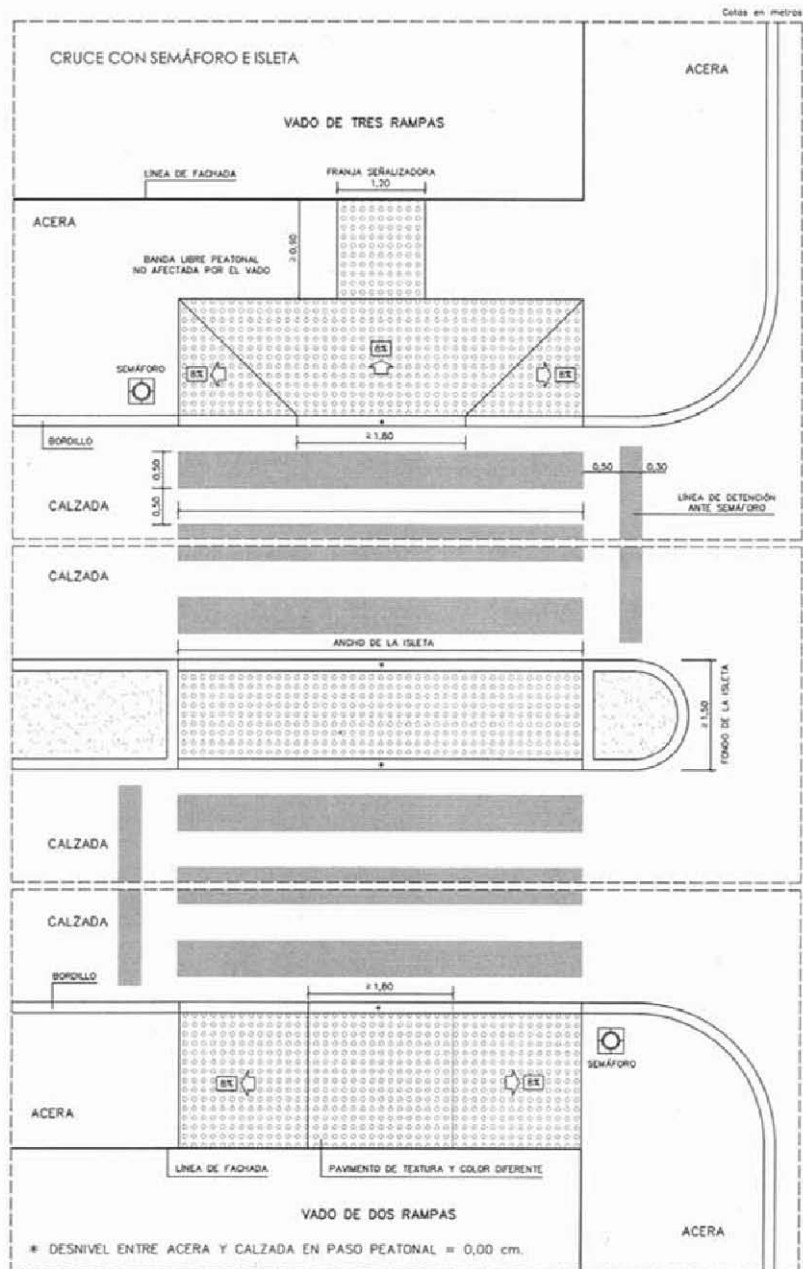 Cotas en metros
CRUCE CON SEMÁFORO E ISLETA
ACERA
VADO DE TRES RAMPAS
LÍNEA DE FACHADA
FRANJA SEÑALIZADORA
1,20
ACERA
≥0,90
BANDA LIBRE PEATONAL
NO AFECTADA POR EL VADO
8%
8%
8%
SEMÁFORO
BORDILLO
≥1,80
0,50
0,50
0,30
CALZADA
0,50
LÍNEA DE DETENCIÓN
ANTE SEMÁFORO
CALZADA
ANCHO DE LA ISLETA
≥1,50
FONDO DE LA ISLETA
CALZADA
CALZADA
BORDILLO
≥1,80
SEMÁFORO
8%
8%
ACERA
LINEA DE FACHADA
PAVIMENTO DE TEXTURA Y COLOR DIFERENTE
VADO DE DOS RAMPAS
ACERA
* DESNIVEL ENTRE ACERA Y CALZADA EN PASO PEATONAL = 0,00 cm.